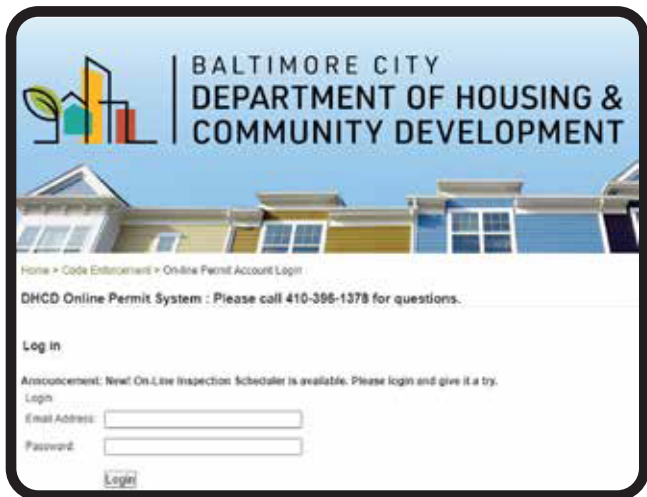 BALTIMORE CITY
DEPARTMENT OF HOUSING &
COMMUNITY DEVELOPMENT
Home > Code Enforcement > On-line Permit Account Login
DHCD Online Permit System : Please call 410-396-1378 for questions.
Log in
Announcement: New! On-Line Inspection Scheduler is available. Please login and give it a try.
Login
Email Address:
Password:
Login